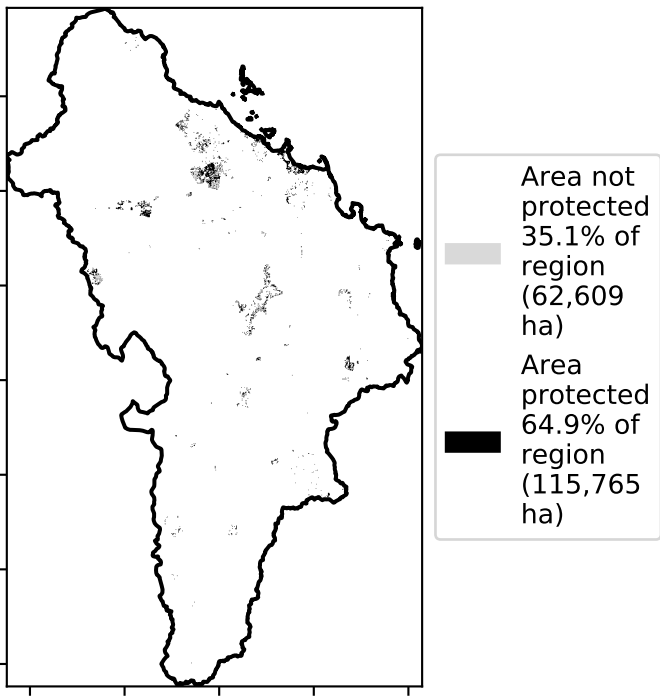 Area not
protected
35.1% of
region
(62,609
ha)
Area
protected
64.9% of
region
(115,765
ha)